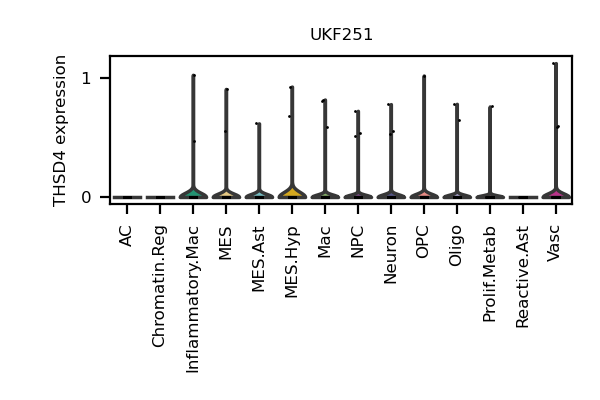 UKF251
THSD4 expression
1
0
AC
Chromatin.Reg
Inflammatory.Mac
MES
MES.Ast
MES.Hyp
Mac
NPC
Neuron
OPC
Oligo
Prolif.Metab
Reactive.Ast
Vasc